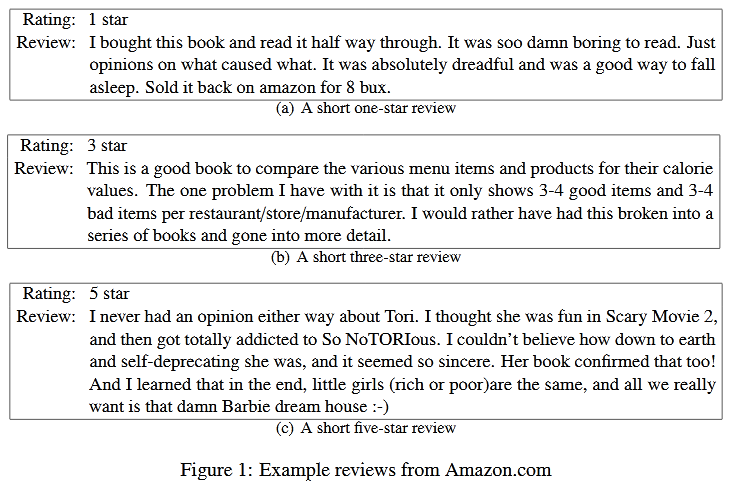 Rating: 1 star
Review: I bought this book and read it half way through. It was soo damn boring to read. Just
opinions on what caused what. It was absolutely dreadful and was a good way to fall
asleep. Sold it back on amazon for 8 bux.
(a) A short one-star review
Rating: 3 star
Review: This is a good book to compare the various menu items and products for their calorie
values. The one problem I have with it is that it only shows 3-4 good items and 3-4
bad items per restaurant/store/manufacturer. I would rather have had this broken into a
series of books and gone into more detail.
(b) A short three-star review
Rating: 5 star
Review: I never had an opinion either way about Tori. I thought she was fun in Scary Movie 2,
and then got totally addicted to So NoTORIous. I couldn't believe how down to earth
and self-deprecating she was, and it seemed so sincere. Her book confirmed that too!
And I learned that in the end, little girls (rich or poor)are the same, and all we really
want is that damn Barbie dream house :-)
(c) A short five-star review
Figure 1: Example reviews from Amazon.com